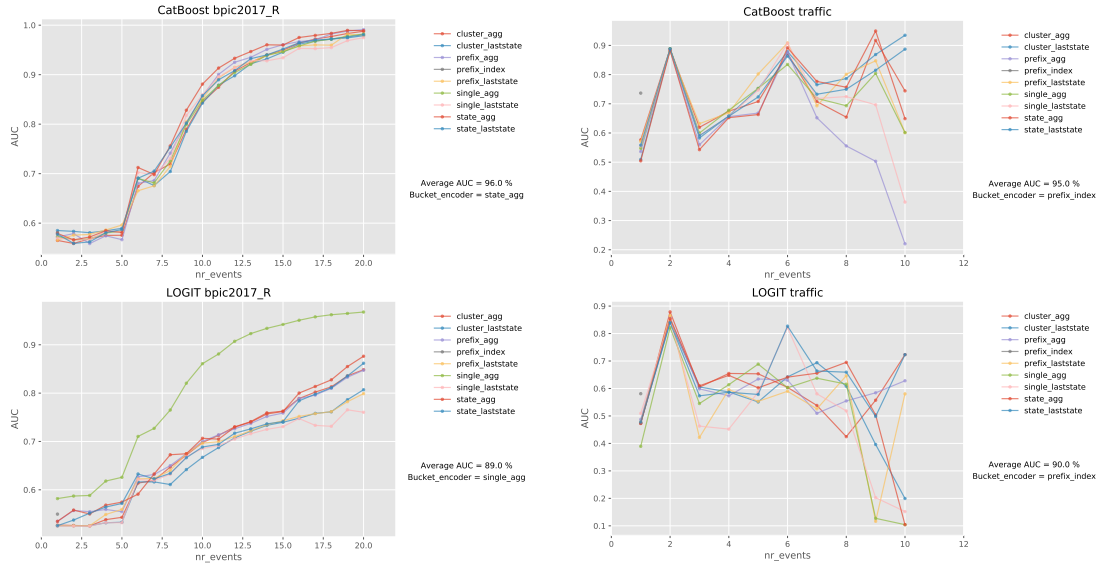 CatBoost bpic2017_R
AUC
1.0
0.9
0.8
0.7
0.6
0.0
2.5
5.0
7.5
10.0
12.5
15.0
17.5
20.0
nr_events
cluster_agg
cluster_laststate
prefix_agg
prefix_index
prefix_laststate
single_agg
single_laststate
state_agg
state_laststate
Average AUC = 96.0 %
Bucket_encoder = state_agg
CatBoost traffic
AUC
0.9
0.8
0.7
0.6
0.5
0.4
0.3
0.2
0
2
4
6
8
10
12
nr_events
cluster_agg
cluster_laststate
prefix_agg
prefix_index
prefix_laststate
single_agg
single_laststate
state_agg
state_laststate
Average AUC = 95.0 %
Bucket_encoder = prefix_index
LOGIT bpic2017_R
AUC
0.9
0.8
0.7
0.6
0.0
2.5
5.0
7.5
10.0
12.5
15.0
17.5
20.0
nr_events
cluster_agg
cluster_laststate
prefix_agg
prefix_index
prefix_laststate
single_agg
single_laststate
state_agg
state_laststate
Average AUC = 89.0 %
Bucket_encoder = single_agg
LOGIT traffic
AUC
0.9
0.8
0.7
0.6
0.5
0.4
0.3
0.2
0.1
0
2
4
6
8
10
12
nr_events
cluster_agg
cluster_laststate
prefix_agg
prefix_index
prefix_laststate
single_agg
single_laststate
state_agg
state_laststate
Average AUC = 90.0 %
Bucket_encoder = prefix_index